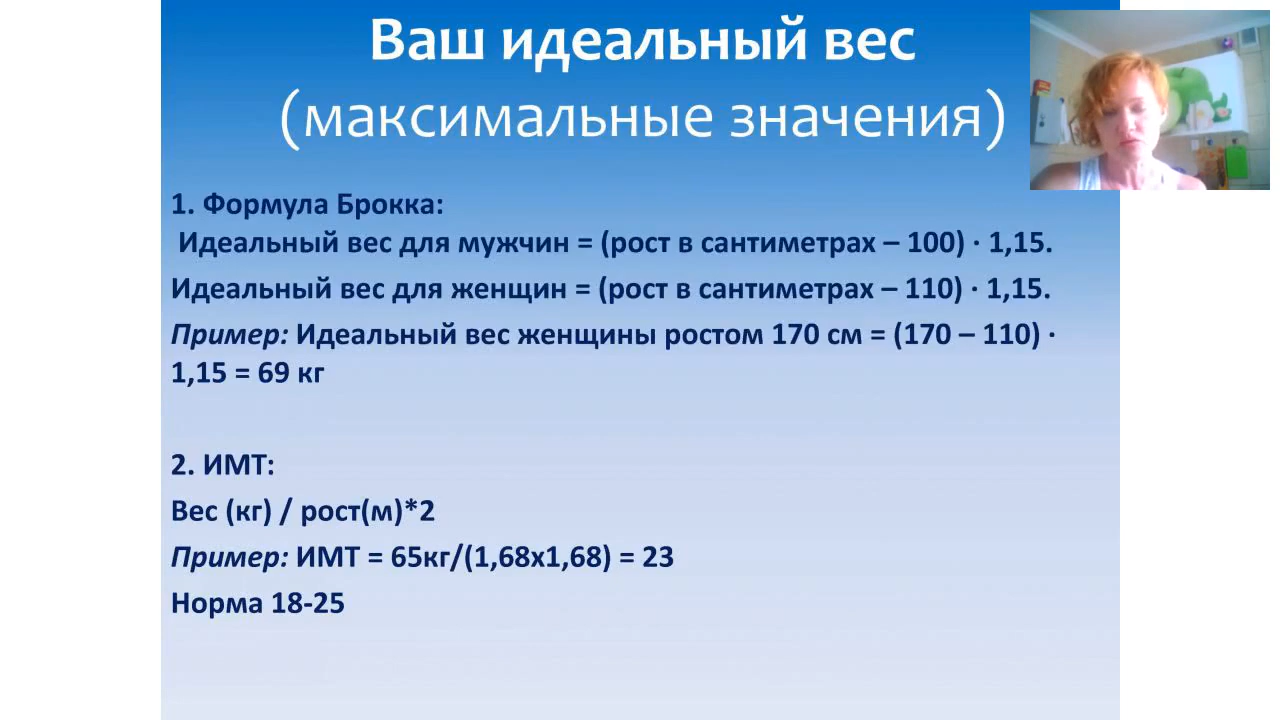 Ваш идеальный вес
(максимальные значения)
1. Формула Брокка:
Идеальный вес для мужчин = (рост в сантиметрах – 100) · 1,15.
Идеальный вес для женщин = (рост в сантиметрах – 110) · 1,15.
Пример: Идеальный вес женщины ростом 170 см = (170 – 110) ·
1,15 = 69 кг
2. ИМТ:
Вес (кг) / рост(м)*2
Пример: ИМТ = 65кг/(1,68х1,68) = 23
Норма 18-25